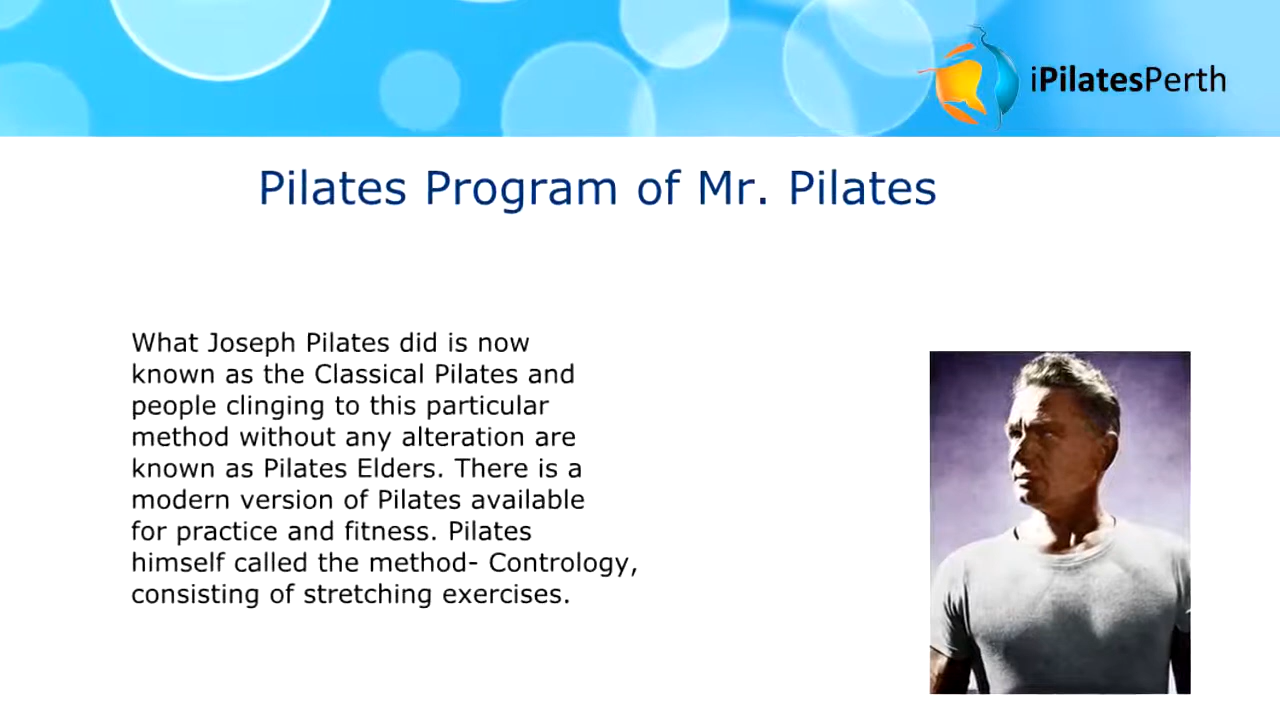 iPilatesPerth
Pilates Program of Mr. Pilates
What Joseph Pilates did is now
known as the Classical Pilates and
people clinging to this particular
method without any alteration are
known as Pilates Elders. There is a
modern version of Pilates available
for practice and fitness. Pilates
himself called the method- Contrology,
consisting of stretching exercises.